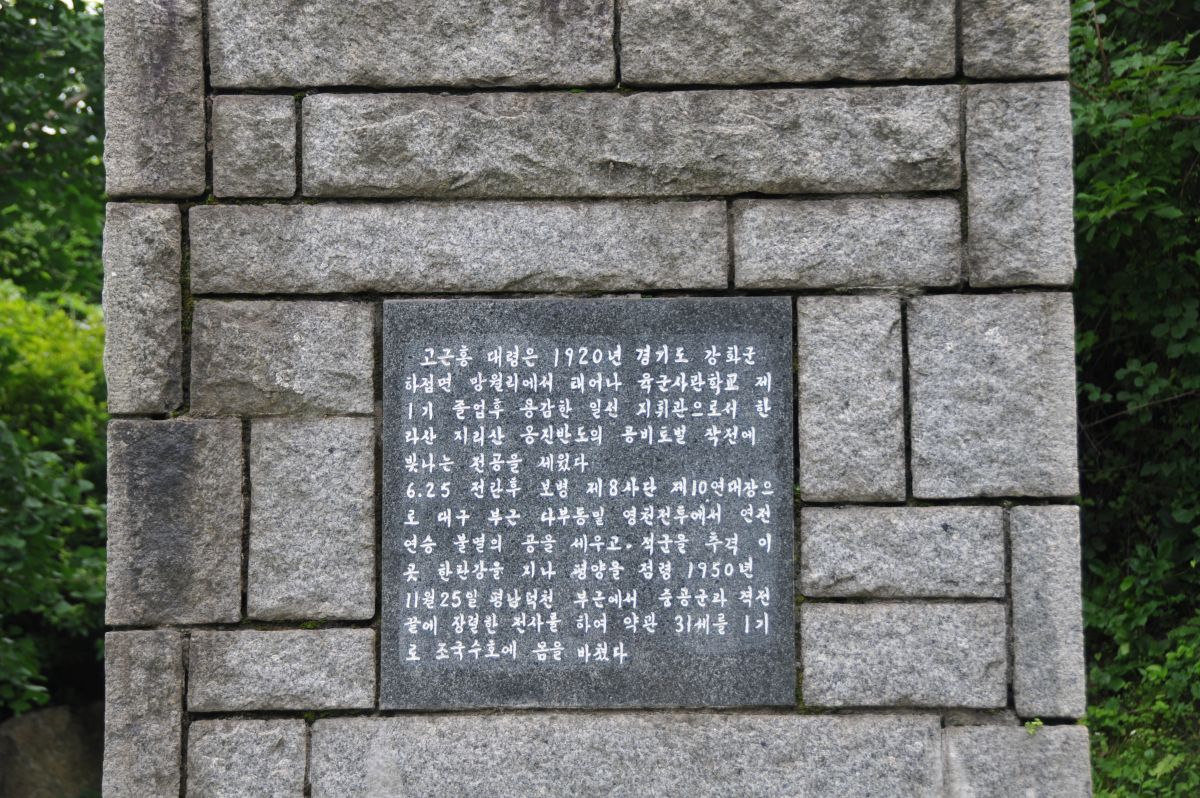 고근홍 대령은 1920년 경기도 강화군
하점면 망월리에서 태어나 육군사관학교 제
1기 졸업후 용감한 일선 지휘관으로서 한
라산 지리산 옹진반도의 공비토벌 작전에
빛나는 전공을 세웠다
6.25 전란후 보병 제8사단 제10연대장으
로 대구 부근 다부동및 영천전투에서 연전
연승 불멸의 공을 세우고. 적군을 추격 이
곳 한탄강을 지나 평양을 점령 1950년
11월25일 평남덕천 부근에서 중공군과 격전
끝에 장렬한 전사를 하여 약관 31세를 1기
로 조국수호에 몸을 바쳤다